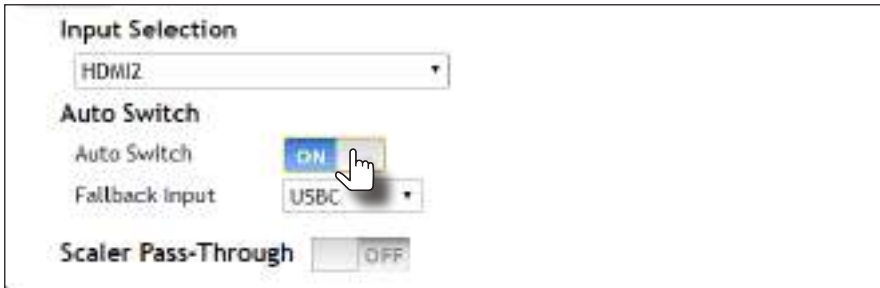 Input Selection
HDMI2
Auto Switch
Auto Switch ON
Fallback Input USBC
Scaler Pass-Through OFF